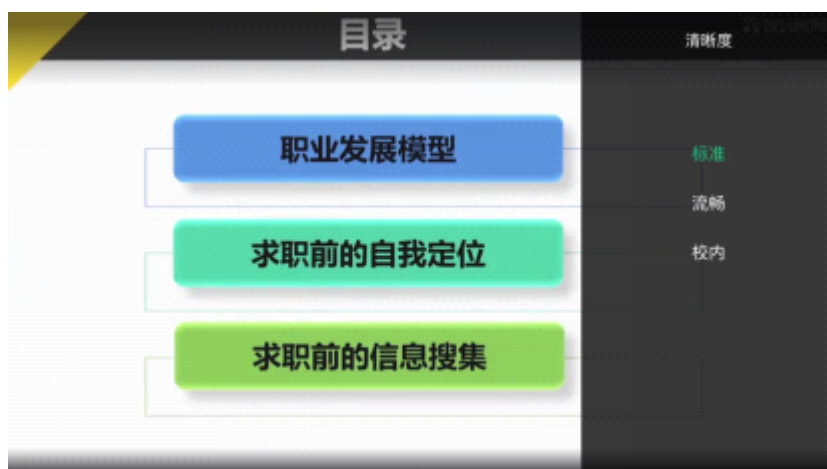 目录
清晰度
职业发展模型
标准
流畅
求职前的自我定位
校内
求职前的信息搜集